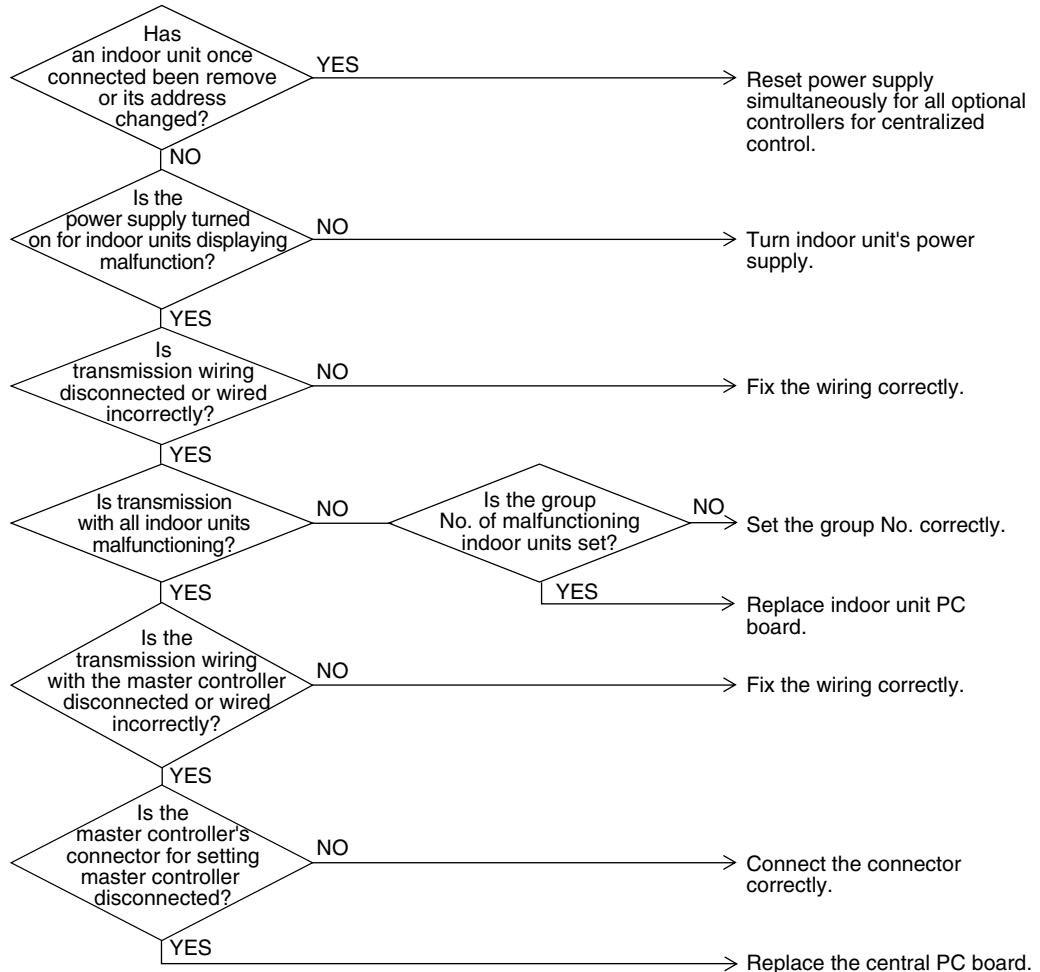 Has
an indoor unit once
connected been remove
or its address
changed?
YES
Reset power supply
simultaneously for all optional
controllers for centralized
control.
NO
Is the
power supply turned
on for indoor units displaying
malfunction?
NO
Turn indoor unit's power
supply.
YES
Is
transmission wiring
disconnected or wired
incorrectly?
NO
Fix the wiring correctly.
YES
Is transmission
with all indoor units
malfunctioning?
NO
Is the group
No. of malfunctioning
indoor units set?
NO
Set the group No. correctly.
YES
Replace indoor unit PC
board.
YES
Is the
transmission wiring
with the master controller
disconnected or wired
incorrectly?
NO
Fix the wiring correctly.
YES
Is the
master controller's
connector for setting
master controller
disconnected?
NO
Connect the connector
correctly.
YES
Replace the central PC board.